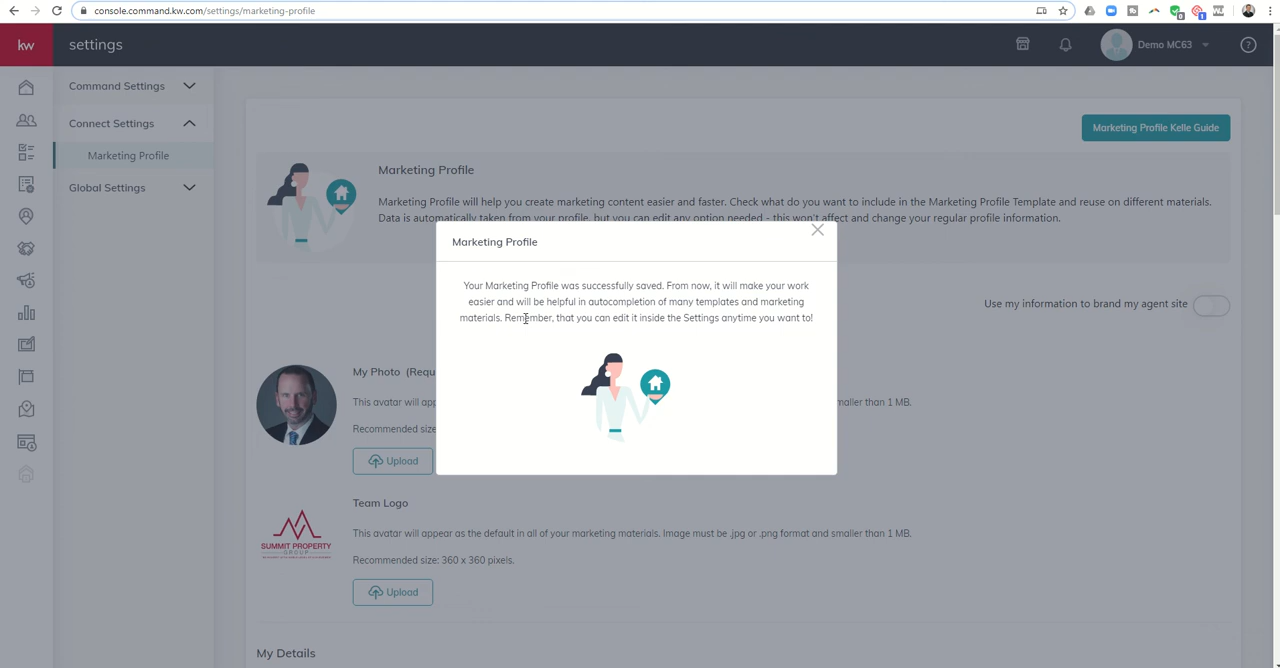 console.command.kw.com/settings/marketing-profile
kw
settings
Demo MC63
Command Settings
Connect Settings
Marketing Profile
Global Settings
Marketing Profile Kelle Guide
Marketing Profile
Marketing Profile will help you create marketing content easier and faster. Check what do you want to include in the Marketing Profile Template and reuse on different materials.
Data is automatically taken from your profile, but you can edit any option needed - this won't affect and change your regular profile information.
Marketing Profile
Your Marketing Profile was successfully saved. From now, it will make your work
easier and will be helpful in autocompletion of many templates and marketing
materials. Remember, that you can edit it inside the Settings anytime you want to!
Use my information to brand my agent site
My Photo (Requ
This avatar will app
maller than 1 MB.
Recommended size
Upload
Team Logo
SUMMIT PROPERTY
GROUP
This avatar will appear as the default in all of your marketing materials. Image must be .jpg or .png format and smaller than 1 MB.
Recommended size: 360 x 360 pixels.
Upload
My Details